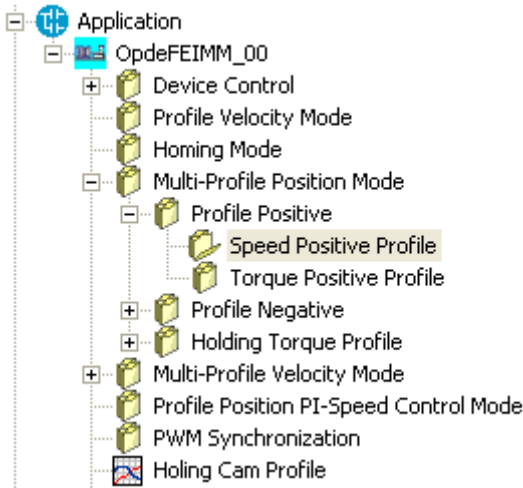 Application
OpdeFEIMM_00
Device Control
Profile Velocity Mode
Homing Mode
Multi-Profile Position Mode
Profile Positive
Speed Positive Profile
Torque Positive Profile
Profile Negative
Holding Torque Profile
Multi-Profile Velocity Mode
Profile Position PI-Speed Control Mode
PWM Synchronization
Holing Cam Profile